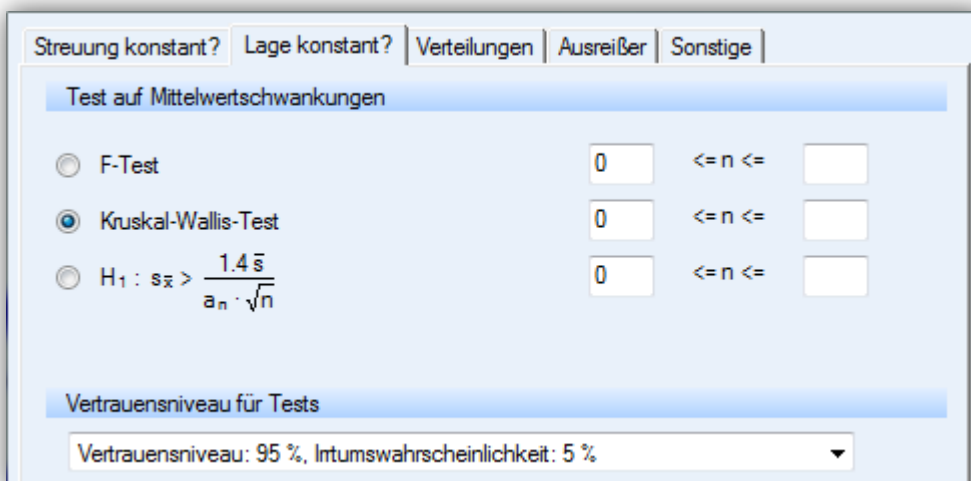 Streuung konstant? Lage konstant? Verteilungen Ausreißer Sonstige
Test auf Mittelwertschwankungen
F-Test 0 <= n <=
Kruskal-Wallis-Test 0 <= n <=
H₁ : s_x̄ > 1.4 s̄ / (aₙ · √n) 0 <= n <=
Vertrauensniveau für Tests
Vertrauensniveau: 95 %, Irrtumswahrscheinlichkeit: 5 %